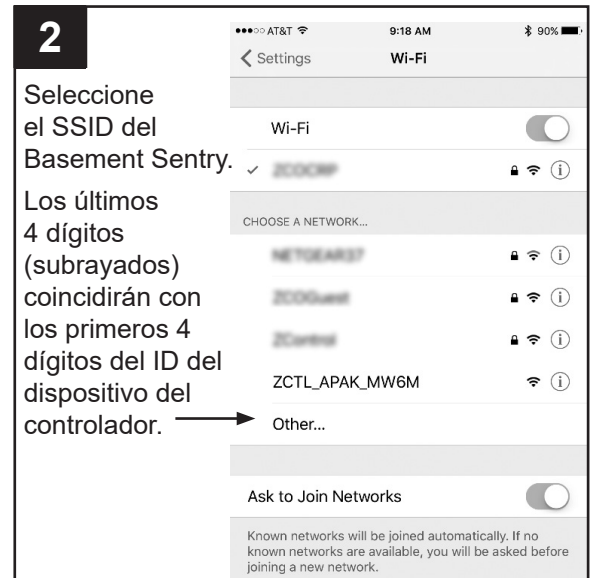 2
Seleccione
el SSID del
Basement Sentry.
Los últimos
4 dígitos
(subrayados)
coincidirán con
los primeros 4
dígitos del ID del
dispositivo del
controlador.
AT&T 9:18 AM 90%
Settings Wi-Fi
Wi-Fi
CHOOSE A NETWORK...
ZCTL_APAK_MW6M
Other...
Ask to Join Networks
Known networks will be joined automatically. If no
known networks are available, you will be asked before
joining a new network.